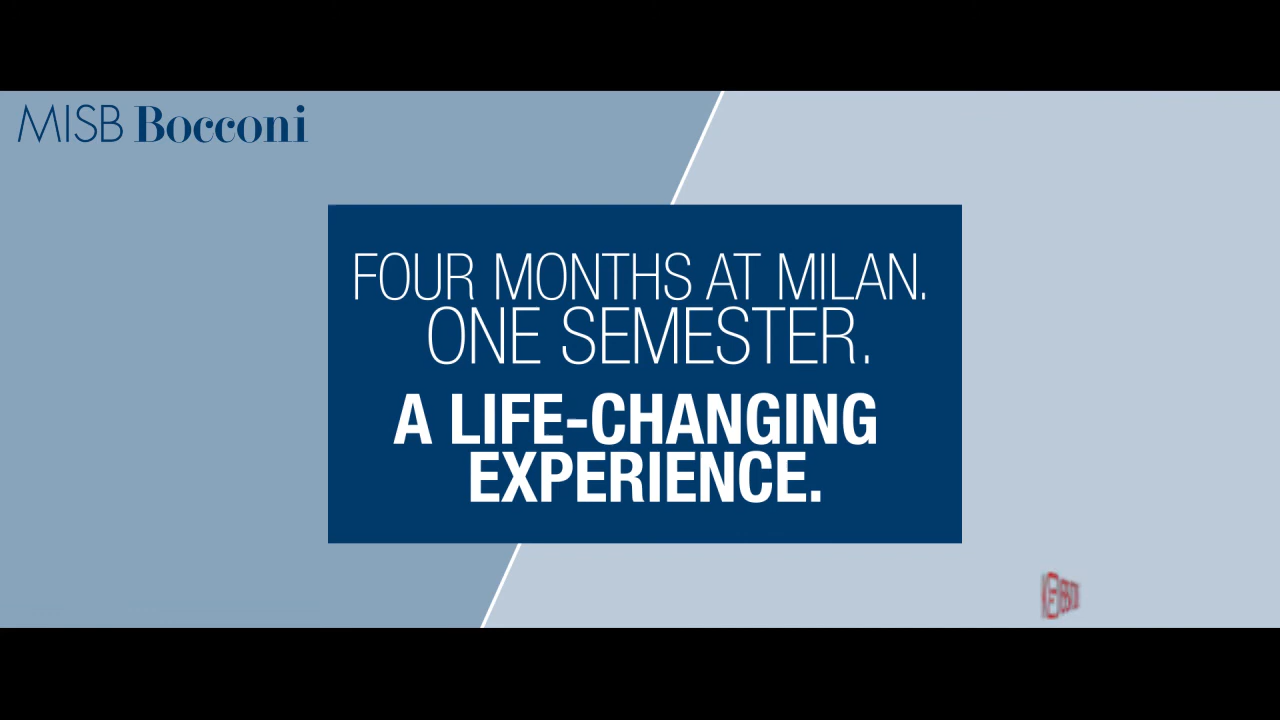 MISB Bocconi
FOUR MONTHS AT MILAN.
ONE SEMESTER.
A LIFE-CHANGING
EXPERIENCE.